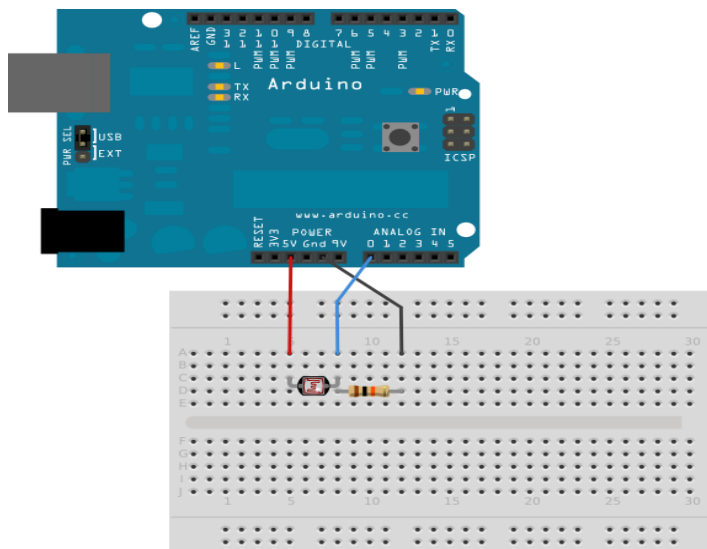 AREF
GND
13
12
11
10
9
8
7
6
5
4
3
2
1
0
DIGITAL
PWM
PWM
PWM
PWM
PWM
PWM
TX
RX
L
TX
RX
Arduino
PWR
PWR SEL
USB
EXT
1
ICSP
www.arduino.cc
POWER
ANALOG IN
RESET
3V3
5V Gnd 9V
0 1 2 3 4 5
1 5 10 15 20 25 30
A
B
C
D
E
F
G
H
I
J
1 5 10 15 20 25 30